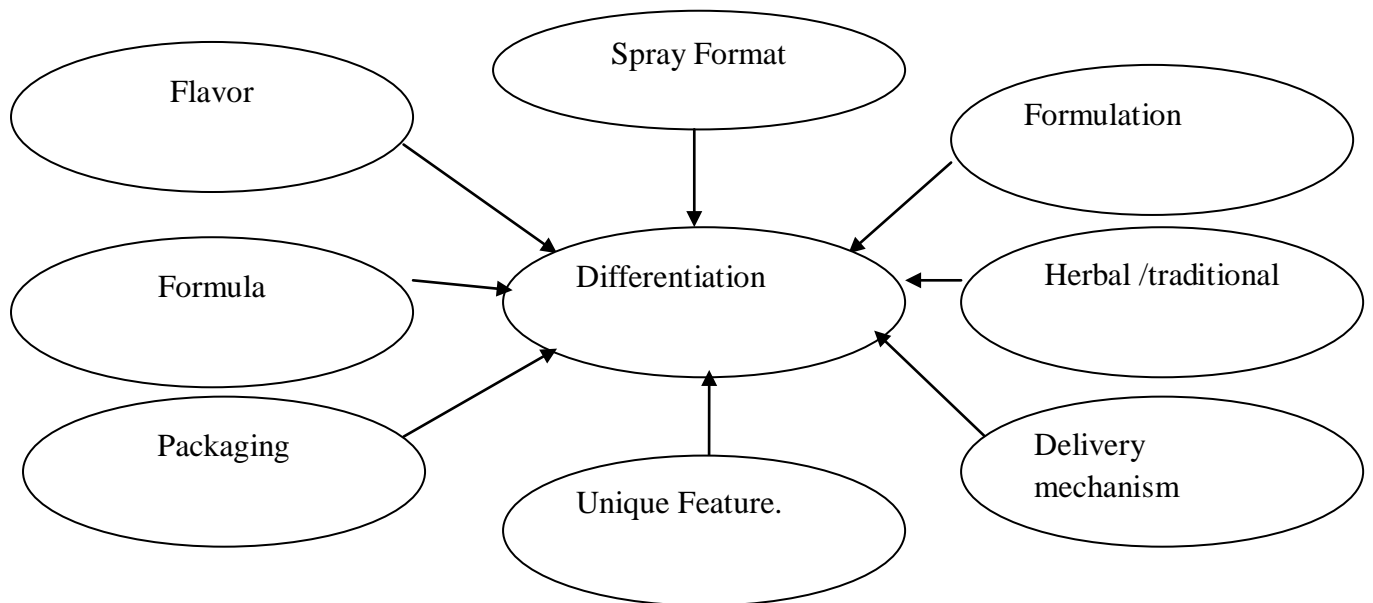 Spray Format
Flavor
Formulation
Differentiation
Herbal /traditional
Formula
Packaging
Delivery
mechanism
Unique Feature.